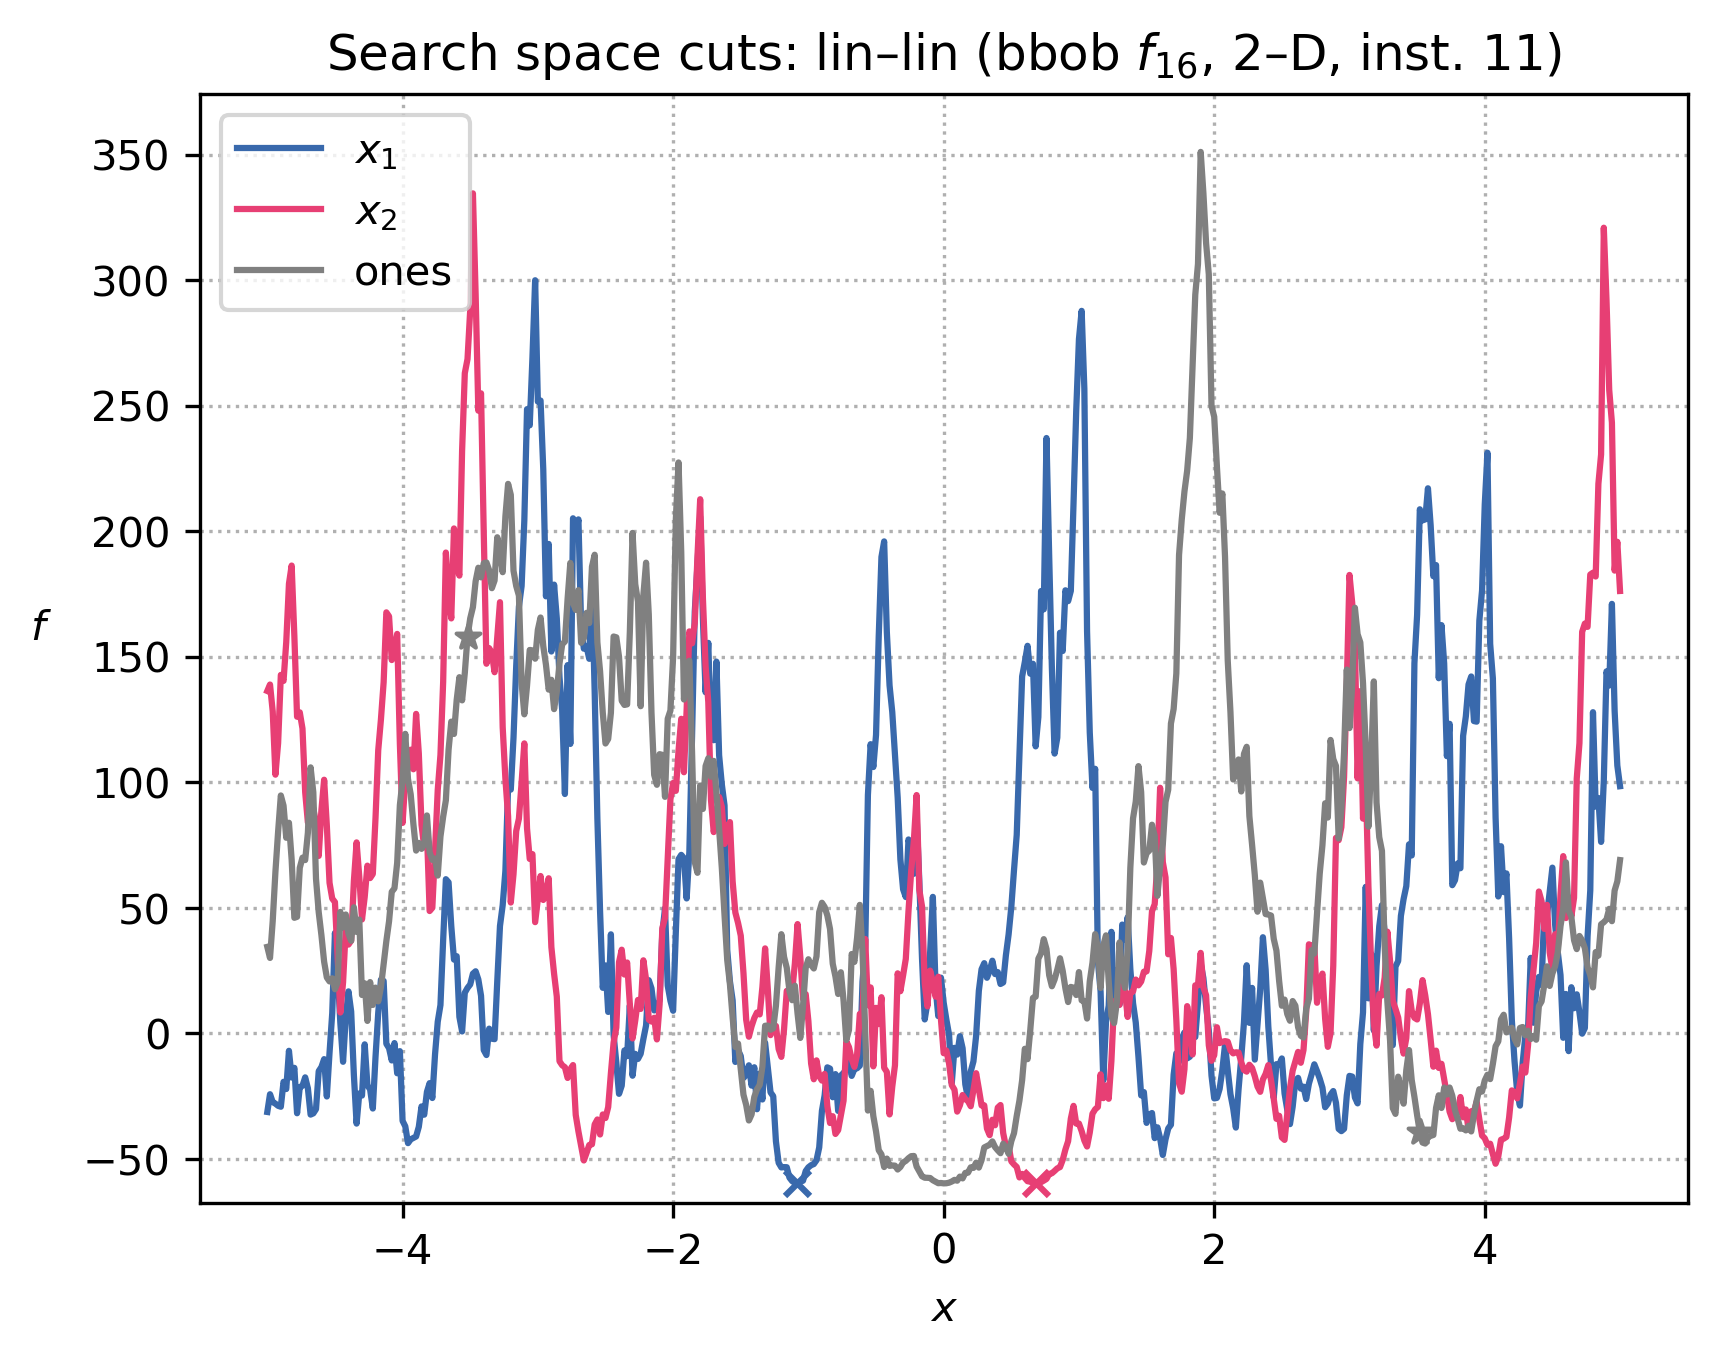 Search space cuts: lin–lin (bbob f₁₆, 2–D, inst. 11)
x₁
x₂
ones
350
300
250
200
150
100
50
0
−50
f
−4
−2
0
2
4
x